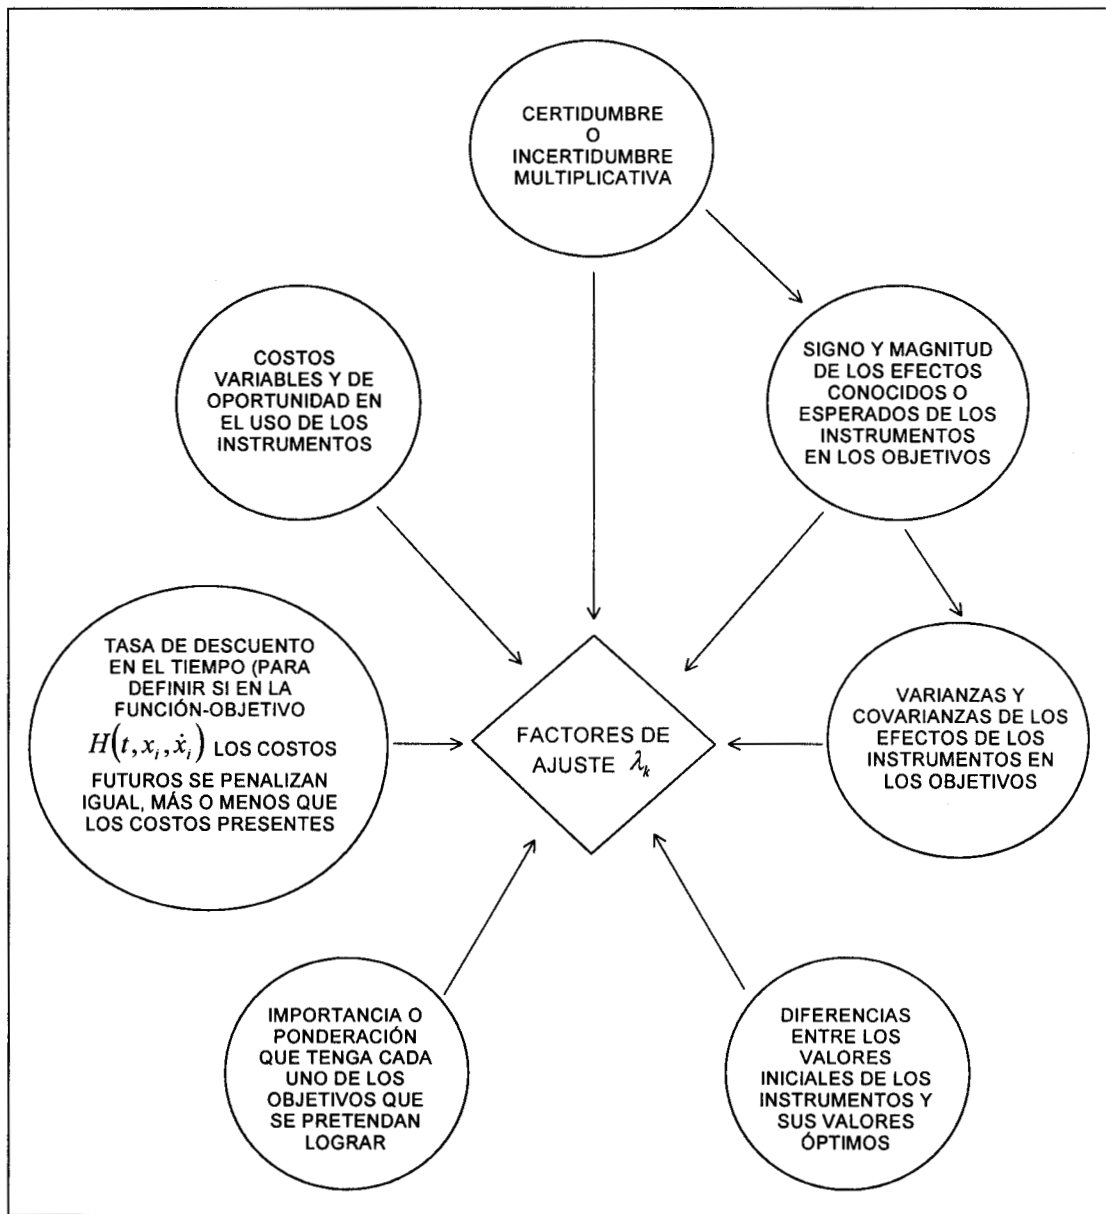 CERTIDUMBRE
O
INCERTIDUMBRE
MULTIPLICATIVA
COSTOS
VARIABLES Y DE
OPORTUNIDAD EN
EL USO DE LOS
INSTRUMENTOS
SIGNO Y MAGNITUD
DE LOS EFECTOS
CONOCIDOS O
ESPERADOS DE LOS
INSTRUMENTOS
EN LOS OBJETIVOS
TASA DE DESCUENTO
EN EL TIEMPO (PARA
DEFINIR SI EN LA
FUNCIÓN-OBJETIVO
H(t, x_i, ẋ_i) LOS COSTOS
FUTUROS SE PENALIZAN
IGUAL, MÁS O MENOS QUE
LOS COSTOS PRESENTES
FACTORES DE
AJUSTE λ_k
VARIANZAS Y
COVARIANZAS DE LOS
EFECTOS DE LOS
INSTRUMENTOS EN
LOS OBJETIVOS
IMPORTANCIA O
PONDERACIÓN
QUE TENGA CADA
UNO DE LOS
OBJETIVOS QUE
SE PRETENDAN
LOGRAR
DIFERENCIAS
ENTRE LOS
VALORES
INICIALES DE LOS
INSTRUMENTOS Y
SUS VALORES
ÓPTIMOS